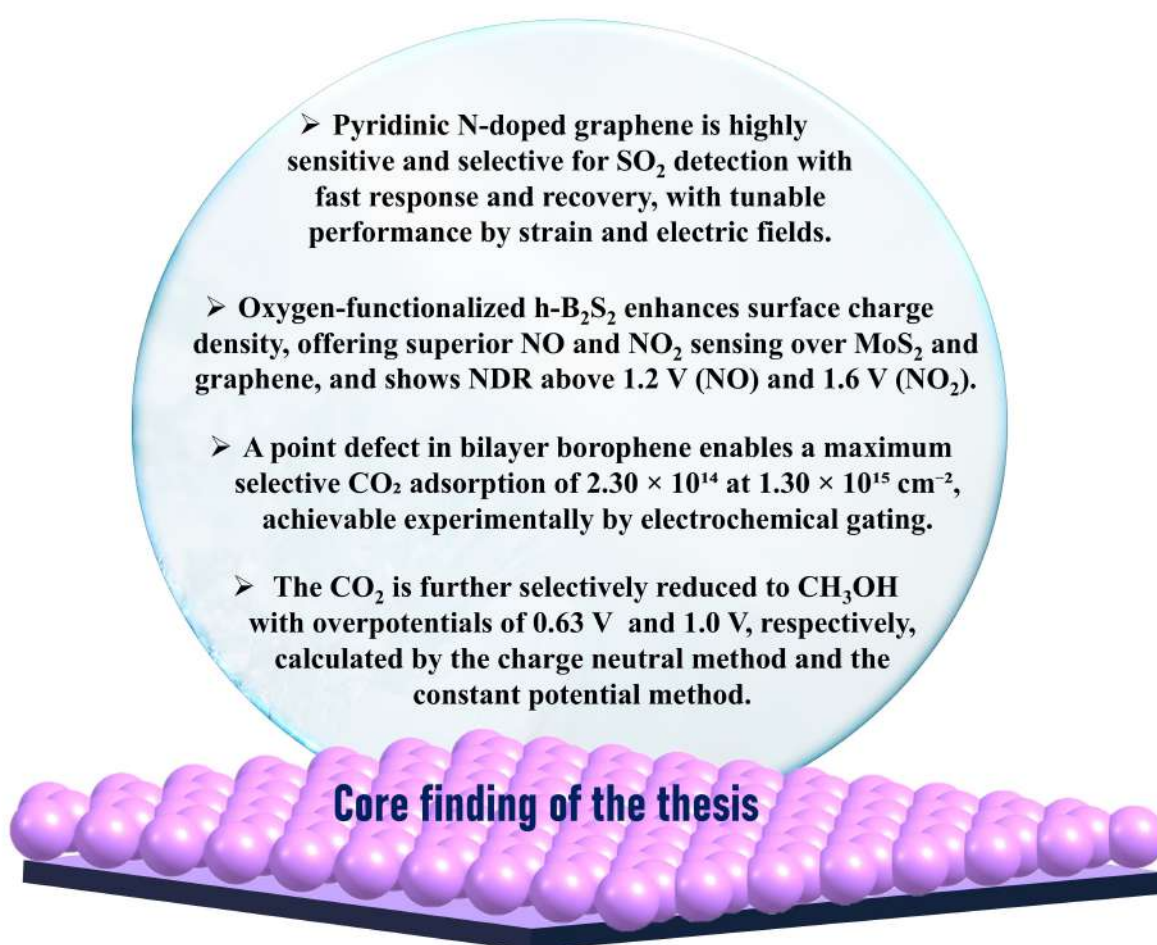 ➤ Pyridinic N-doped graphene is highly
sensitive and selective for SO₂ detection with
fast response and recovery, with tunable
performance by strain and electric fields.
➤ Oxygen-functionalized h-B₂S₂ enhances surface charge
density, offering superior NO and NO₂ sensing over MoS₂ and
graphene, and shows NDR above 1.2 V (NO) and 1.6 V (NO₂).
➤ A point defect in bilayer borophene enables a maximum
selective CO₂ adsorption of 2.30 × 10¹⁴ at 1.30 × 10¹⁵ cm⁻²,
achievable experimentally by electrochemical gating.
➤ The CO₂ is further selectively reduced to CH₃OH
with overpotentials of 0.63 V and 1.0 V, respectively,
calculated by the charge neutral method and the
constant potential method.
Core finding of the thesis